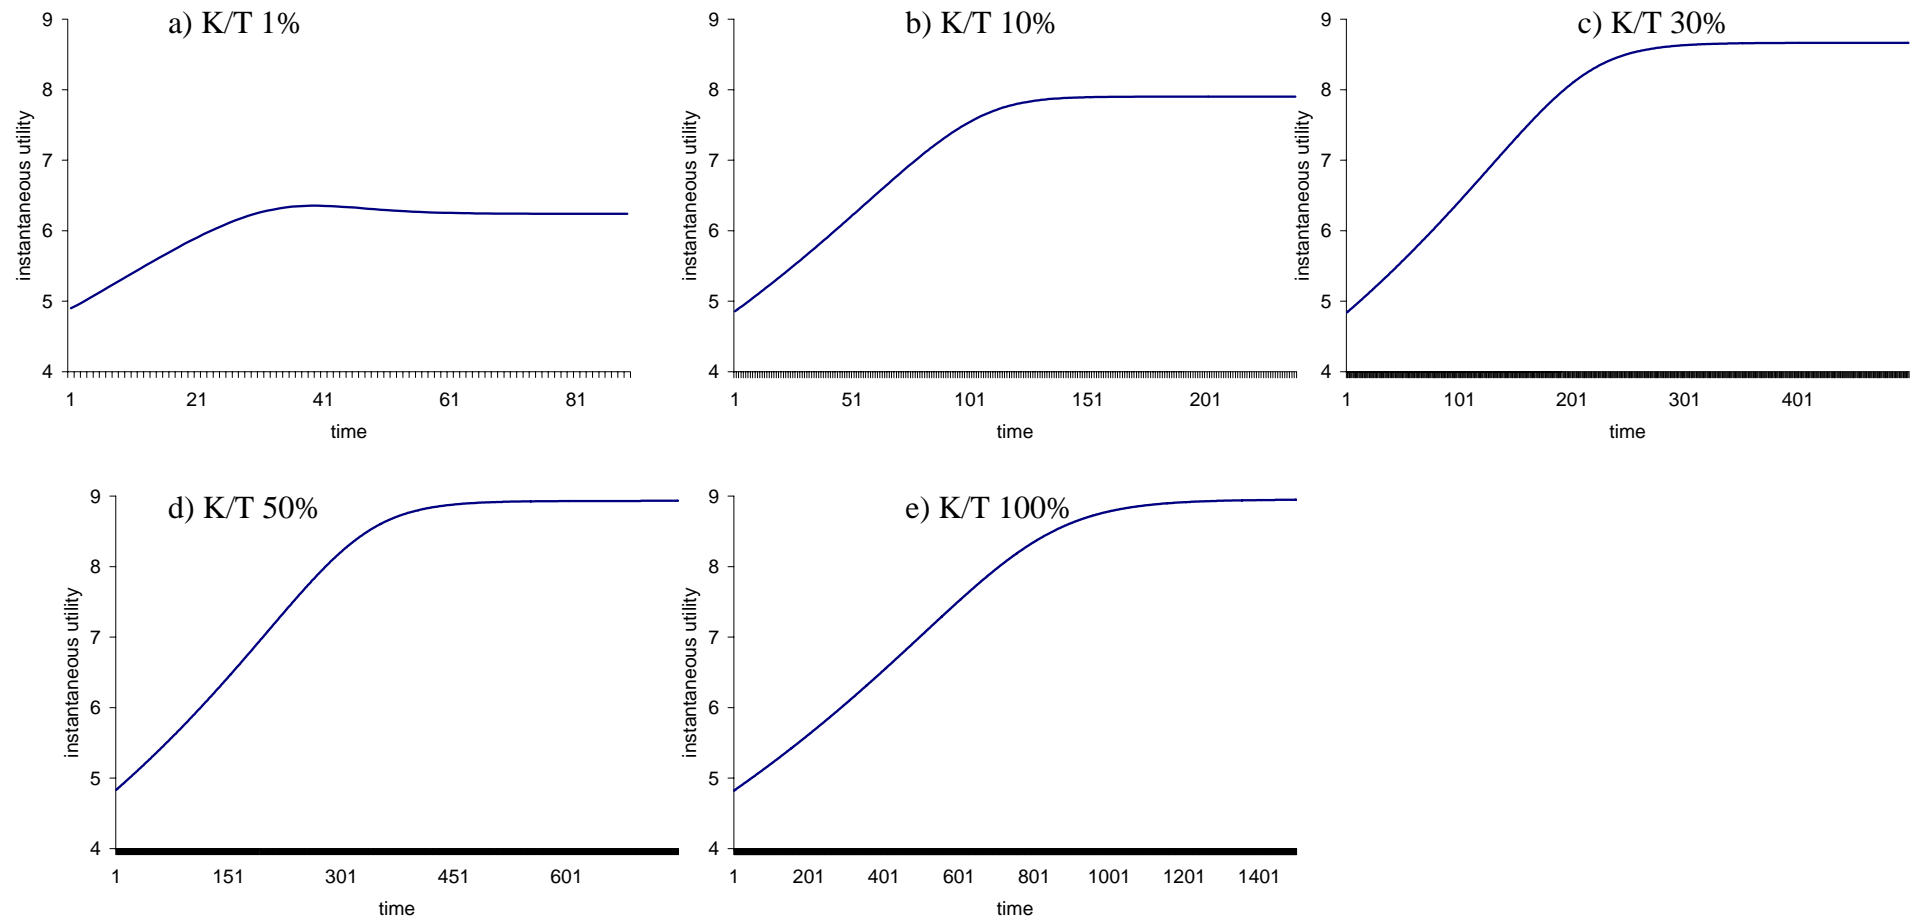 a) K/T 1%
9
8
7
6
5
4
instantaneous utility
1 21 41 61 81
time
b) K/T 10%
9
8
7
6
5
4
instantaneous utility
1 51 101 151 201
time
c) K/T 30%
9
8
7
6
5
4
instantaneous utility
1 101 201 301 401
time
d) K/T 50%
9
8
7
6
5
4
instantaneous utility
1 151 301 451 601
time
e) K/T 100%
9
8
7
6
5
4
instantaneous utility
1 201 401 601 801 1001 1201 1401
time